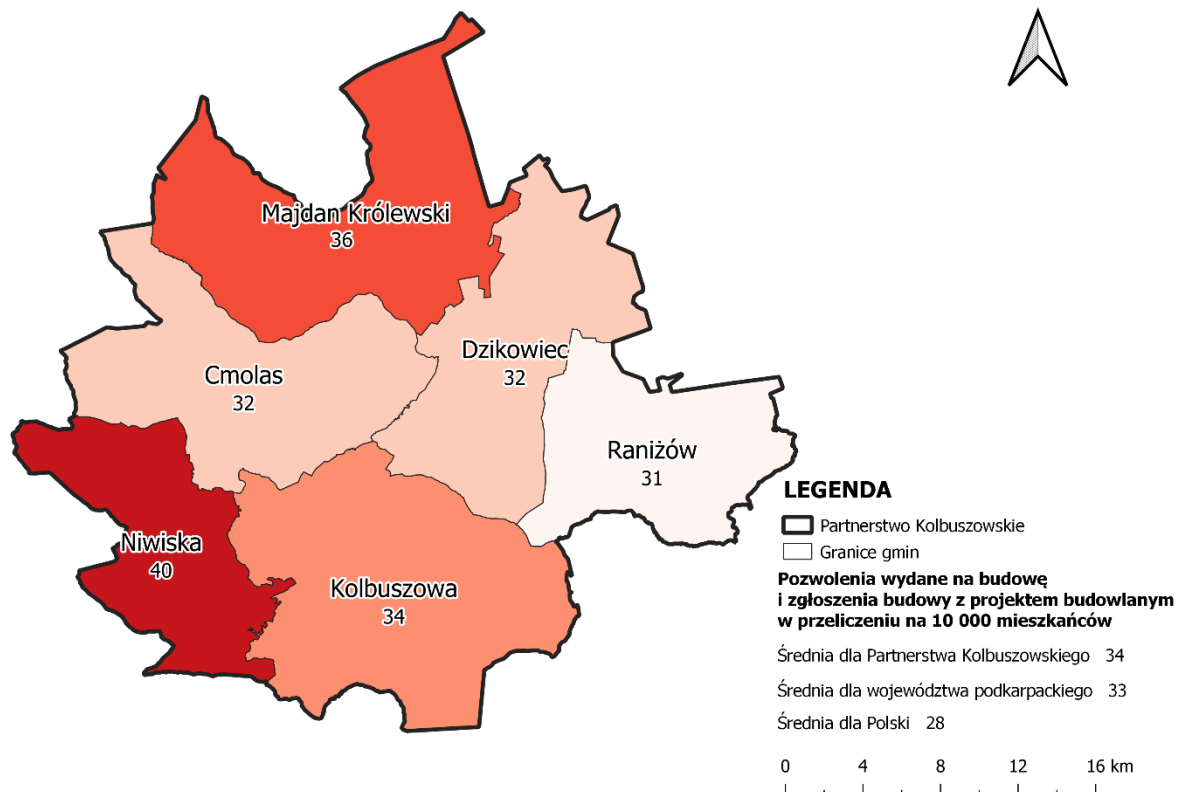 Majdan Królewski
36
Dzikowiec
32
Cmolas
32
Raniżów
31
Niwiska
40
Kolbuszowa
34
LEGENDA
Partnerstwo Kolbuszowskie
Granice gmin
Pozwolenia wydane na budowę
i zgłoszenia budowy z projektem budowlanym
w przeliczeniu na 10 000 mieszkańców
Średnia dla Partnerstwa Kolbuszowskiego 34
Średnia dla województwa podkarpackiego 33
Średnia dla Polski 28
0 4 8 12 16 km